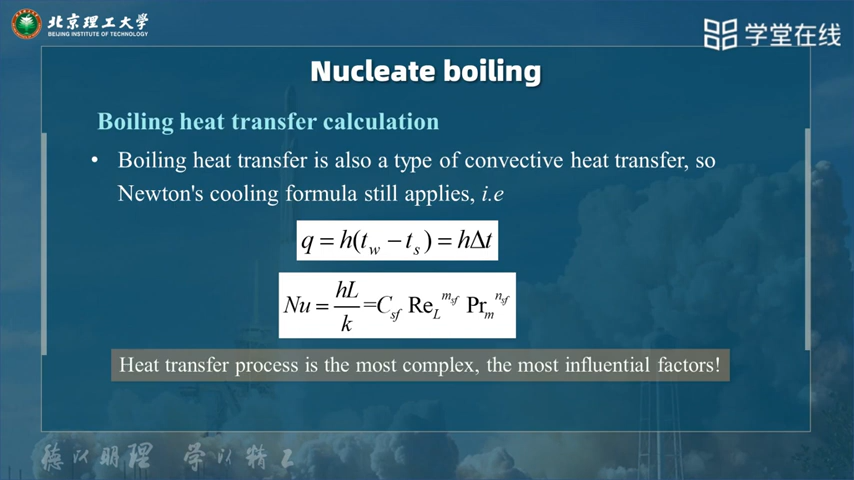 北京理工大学
BEIJING INSTITUTE OF TECHNOLOGY
学堂在线
Nucleate boiling
Boiling heat transfer calculation
• Boiling heat transfer is also a type of convective heat transfer, so
Newton's cooling formula still applies, i.e
q = h(t_w − t_s) = hΔt
Nu = hL/k =C_sf Re_L^m_sf Pr_m^n_sf
Heat transfer process is the most complex, the most influential factors!
德以明理 学以精工